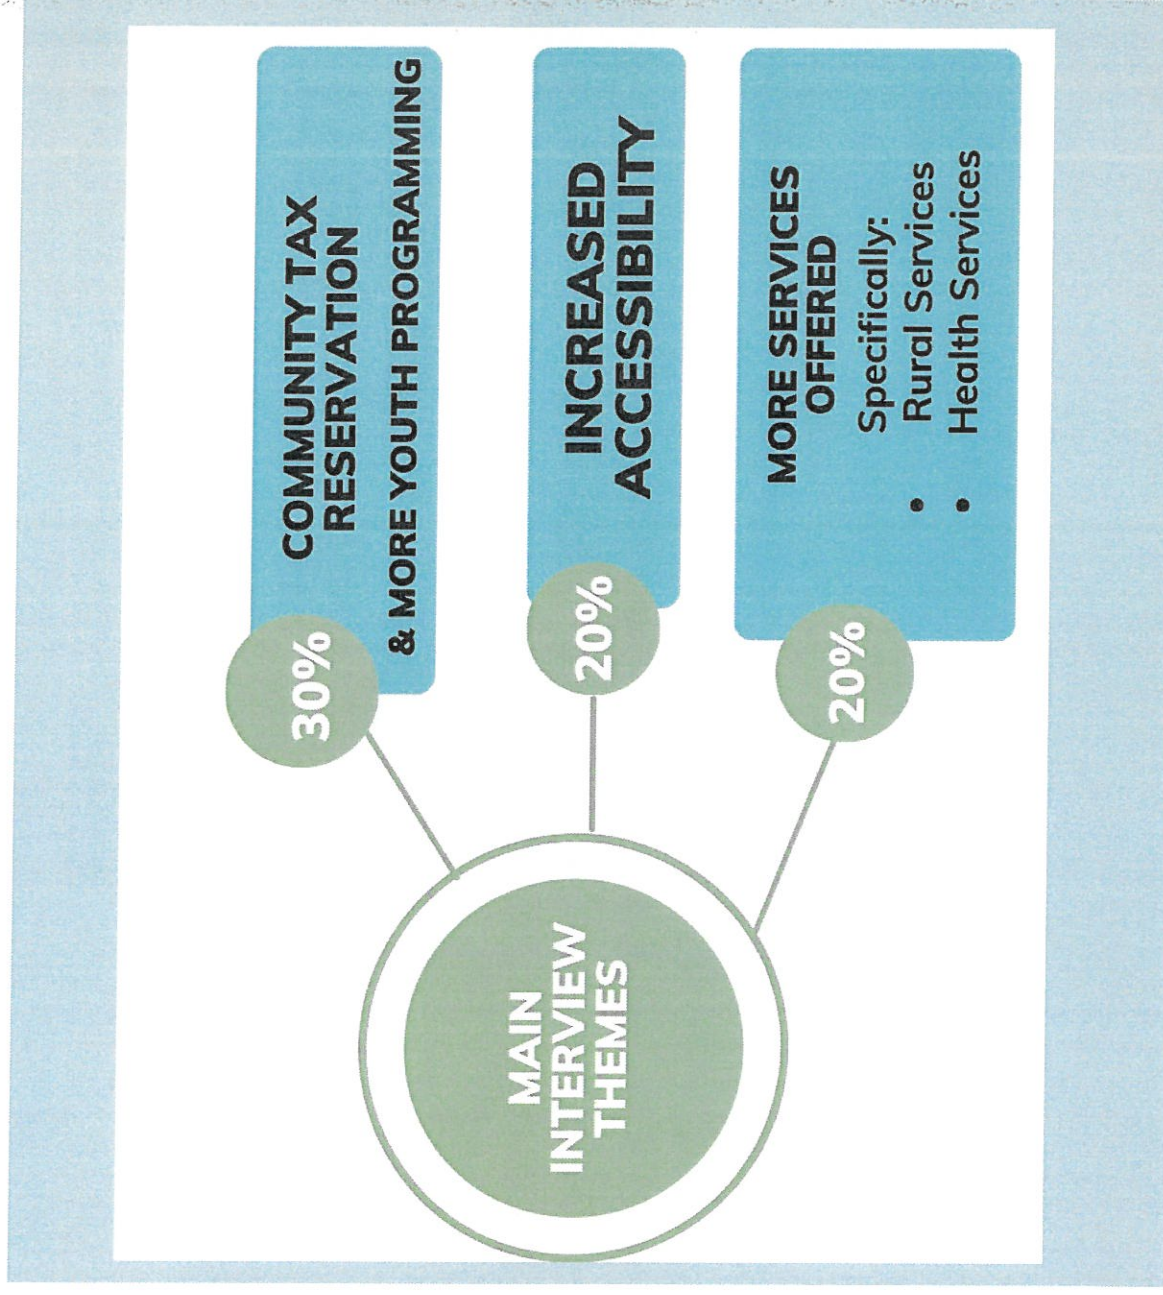 MAIN
INTERVIEW
THEMES
30%
COMMUNITY TAX
RESERVATION
& MORE YOUTH PROGRAMMING
20%
INCREASED
ACCESSIBILITY
20%
MORE SERVICES
OFFERED
Specifically:
• Rural Services
• Health Services